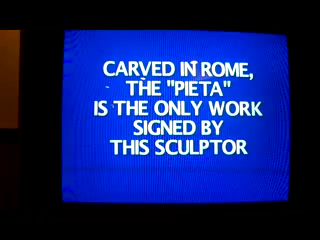 CARVED IN ROME,
THE "PIETA"
IS THE ONLY WORK
SIGNED BY
THIS SCULPTOR